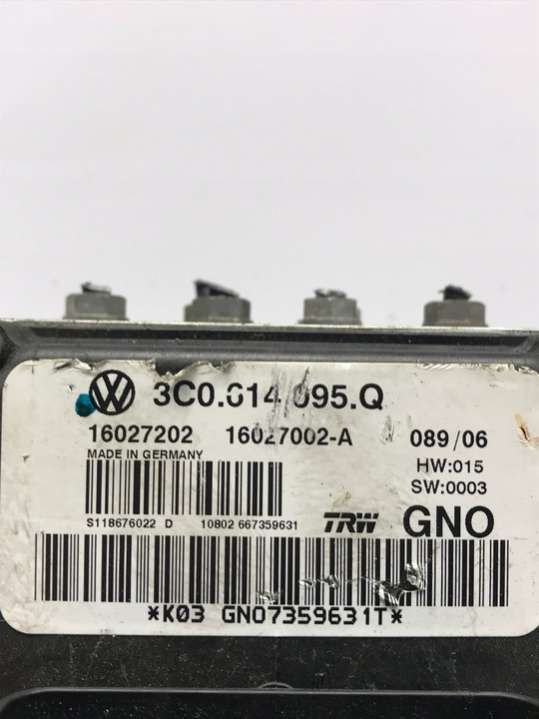 3C0.614.095.Q
16027202 16027002-A 089/06
MADE IN GERMANY
HW:015
SW:0003
S118676022 D 10802 667359631
TRW GNO
*K03 GNO7359631T*